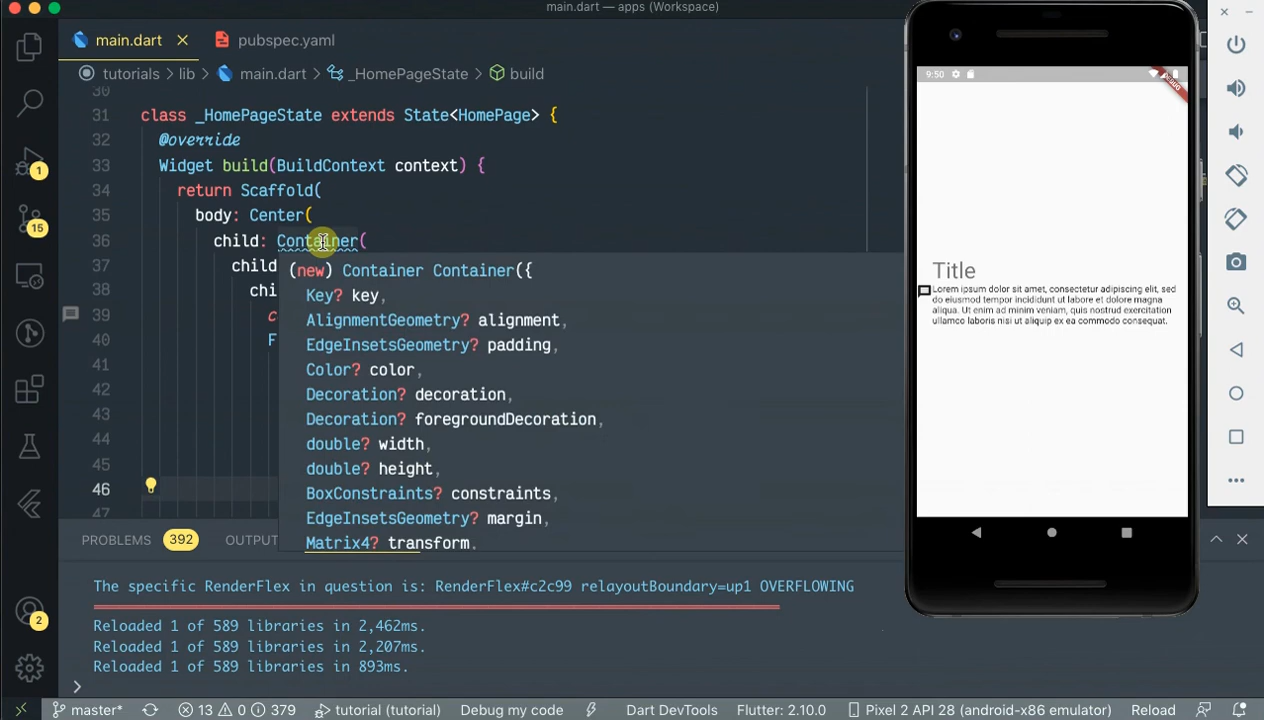 main.dart — apps (Workspace)
main.dart
pubspec.yaml
tutorials > lib > main.dart > _HomePageState > build
30
31 class _HomePageState extends State<HomePage> {
32 @override
33 Widget build(BuildContext context) {
34 return Scaffold(
35 body: Center(
36 child: Container(
37 child
38 chi
39 c
40 F
41
42
43
44
45
46
47
(new) Container Container({
Key? key,
AlignmentGeometry? alignment,
EdgeInsetsGeometry? padding,
Color? color,
Decoration? decoration,
Decoration? foregroundDecoration,
double? width,
double? height,
BoxConstraints? constraints,
EdgeInsetsGeometry? margin,
Matrix4? transform,
1
15
2
PROBLEMS 392 OUTPU
The specific RenderFlex in question is: RenderFlex#c2c99 relayoutBoundary=up1 OVERFLOWING
Reloaded 1 of 589 libraries in 2,462ms.
Reloaded 1 of 589 libraries in 2,207ms.
Reloaded 1 of 589 libraries in 893ms.
>
master* 13 0 379 tutorial (tutorial) Debug my code Dart DevTools Flutter: 2.10.0 Pixel 2 API 28 (android-x86 emulator) Reload
9:50
DEBUG
Title
Lorem ipsum dolor sit amet, consectetur adipiscing elit, sed
do eiusmod tempor incididunt ut labore et dolore magna
aliqua. Ut enim ad minim veniam, quis nostrud exercitation
ullamco laboris nisi ut aliquip ex ea commodo consequat.